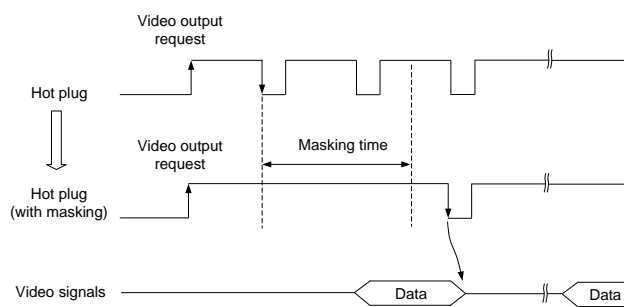 Video output
request
Hot plug
Video output
request
Masking time
Hot plug
(with masking)
Video signals
Data
Data